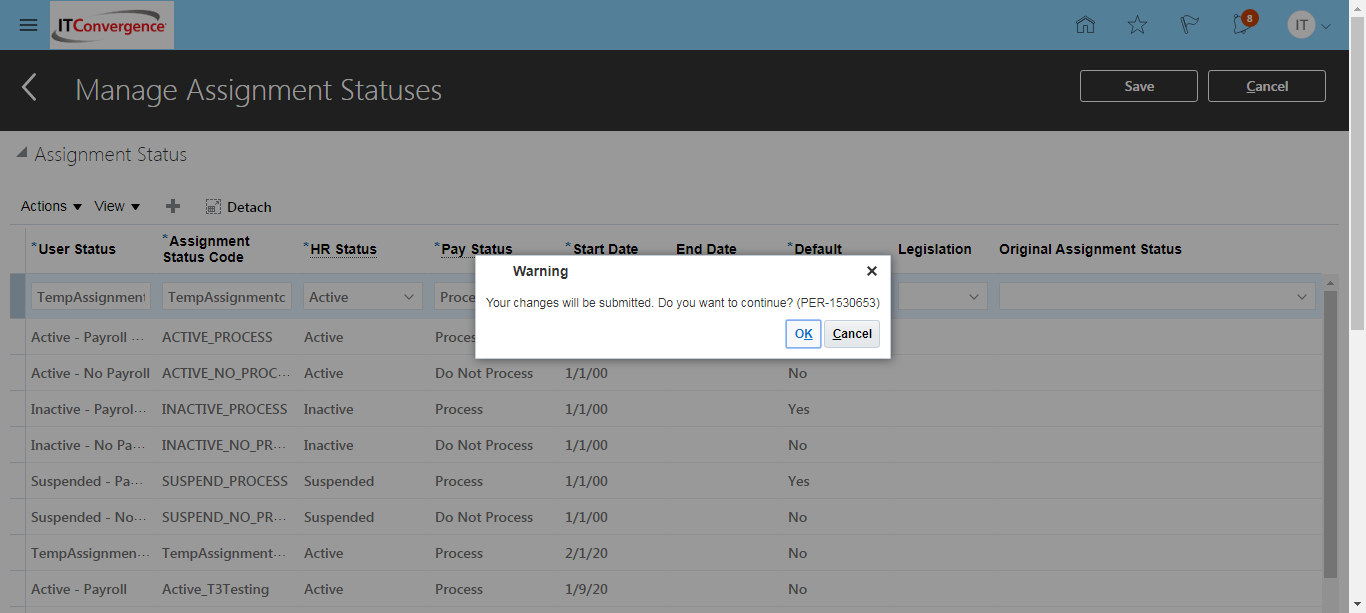 ITConvergence
8
IT
Manage Assignment Statuses
Save
Cancel
Assignment Status
Actions View Detach
*User Status *Assignment Status Code *HR Status *Pay Status *Start Date End Date *Default Legislation Original Assignment Status
Warning
Your changes will be submitted. Do you want to continue? (PER-1530653)
OK Cancel
TempAssignment TempAssignmentc Active Proce
Active - Payroll ... ACTIVE_PROCESS Active Proces
Active - No Payroll ACTIVE_NO_PROC... Active Do Not Process 1/1/00 No
Inactive - Payrol... INACTIVE_PROCESS Inactive Process 1/1/00 Yes
Inactive - No Pa... INACTIVE_NO_PR... Inactive Do Not Process 1/1/00 No
Suspended - Pa... SUSPEND_PROCESS Suspended Process 1/1/00 Yes
Suspended - No... SUSPEND_NO_PR... Suspended Do Not Process 1/1/00 No
TempAssignmen... TempAssignment... Active Process 2/1/20 No
Active - Payroll Active_T3Testing Active Process 1/9/20 No